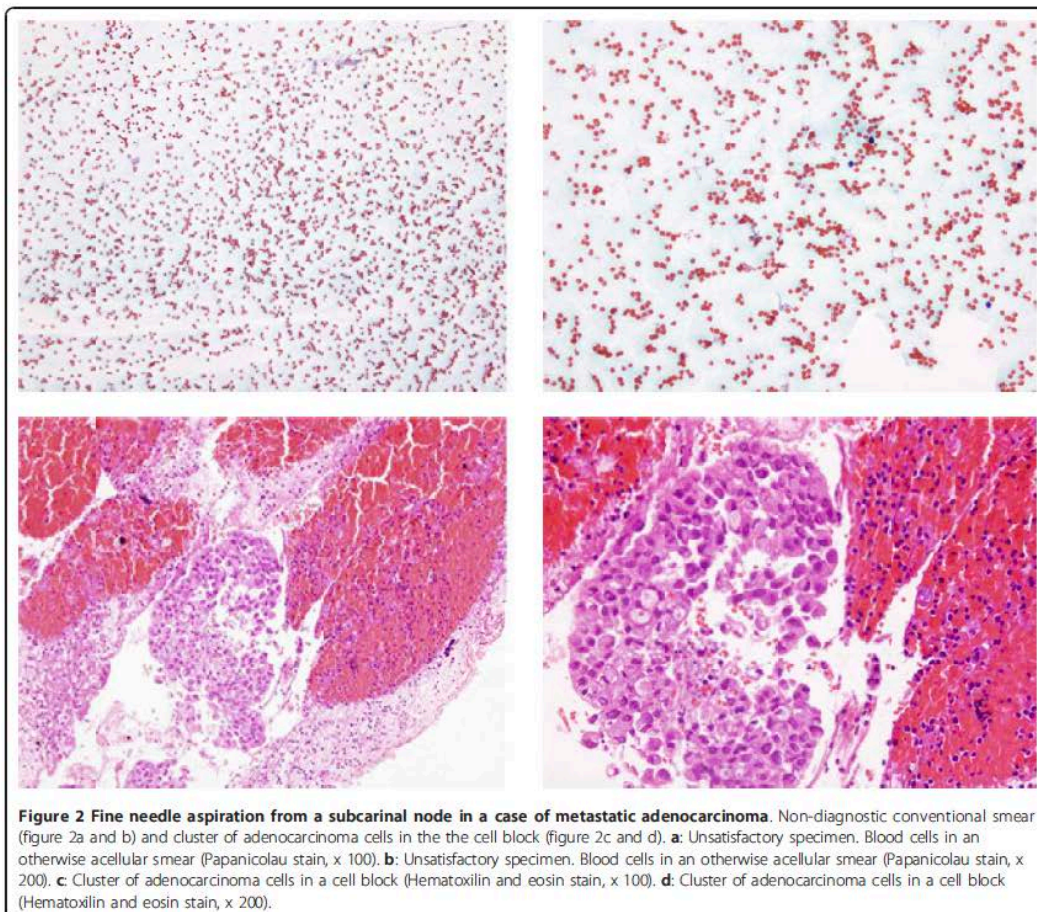 Figure 2 Fine needle aspiration from a subcarinal node in a case of metastatic adenocarcinoma. Non-diagnostic conventional smear
(figure 2a and b) and cluster of adenocarcinoma cells in the the cell block (figure 2c and d). a: Unsatisfactory specimen. Blood cells in an
otherwise acellular smear (Papanicolau stain, x 100). b: Unsatisfactory specimen. Blood cells in an otherwise acellular smear (Papanicolau stain, x
200). c: Cluster of adenocarcinoma cells in a cell block (Hematoxilin and eosin stain, x 100). d: Cluster of adenocarcinoma cells in a cell block
(Hematoxilin and eosin stain, x 200).